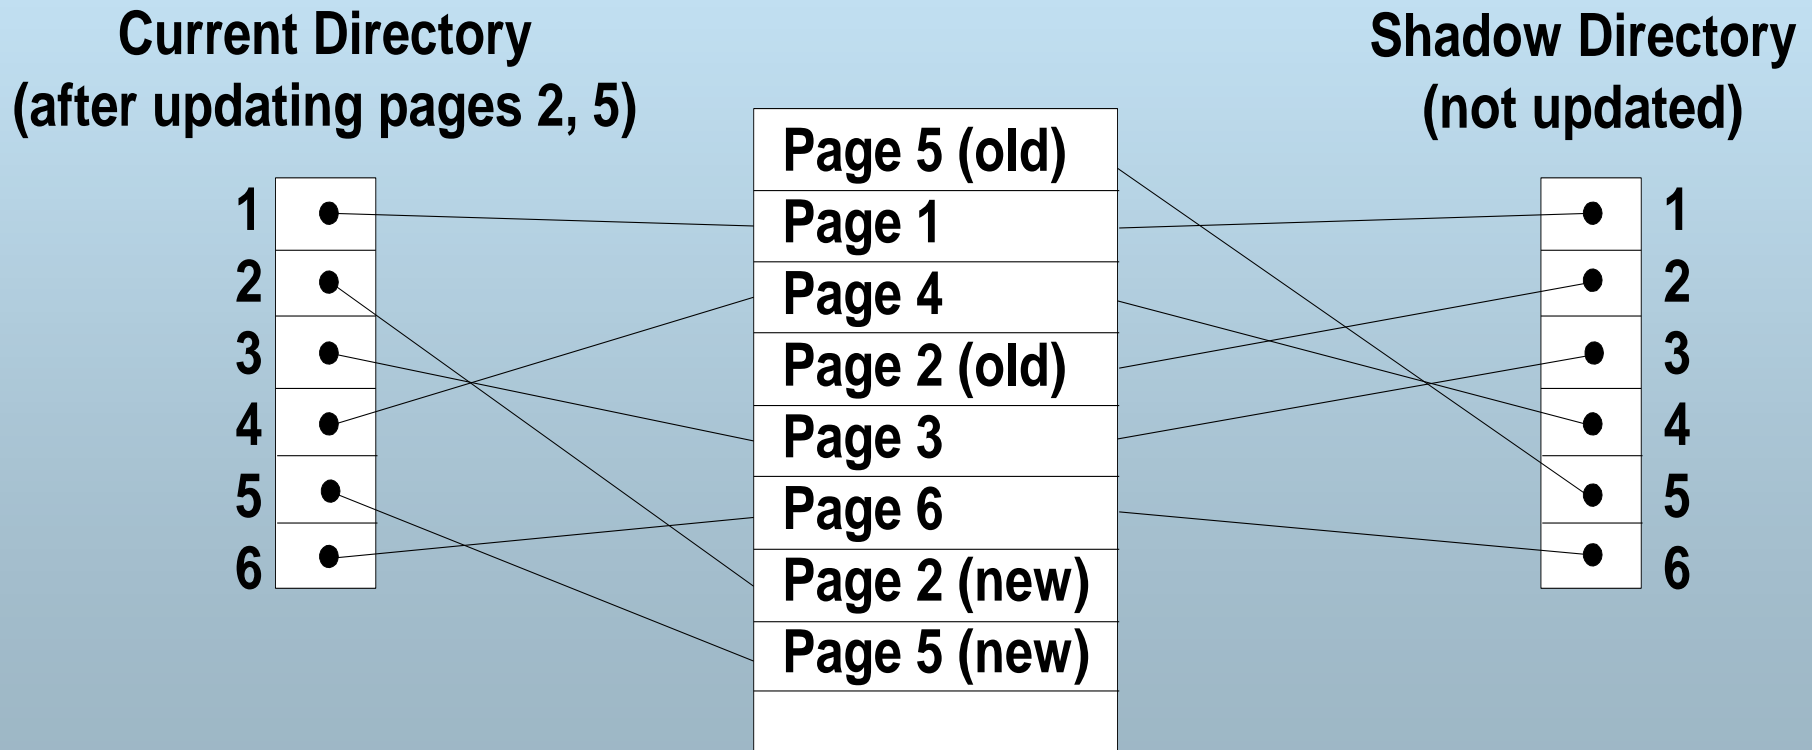 Current Directory
(after updating pages 2, 5)
1
2
3
4
5
6
Page 5 (old)
Page 1
Page 4
Page 2 (old)
Page 3
Page 6
Page 2 (new)
Page 5 (new)
Shadow Directory
(not updated)
1
2
3
4
5
6